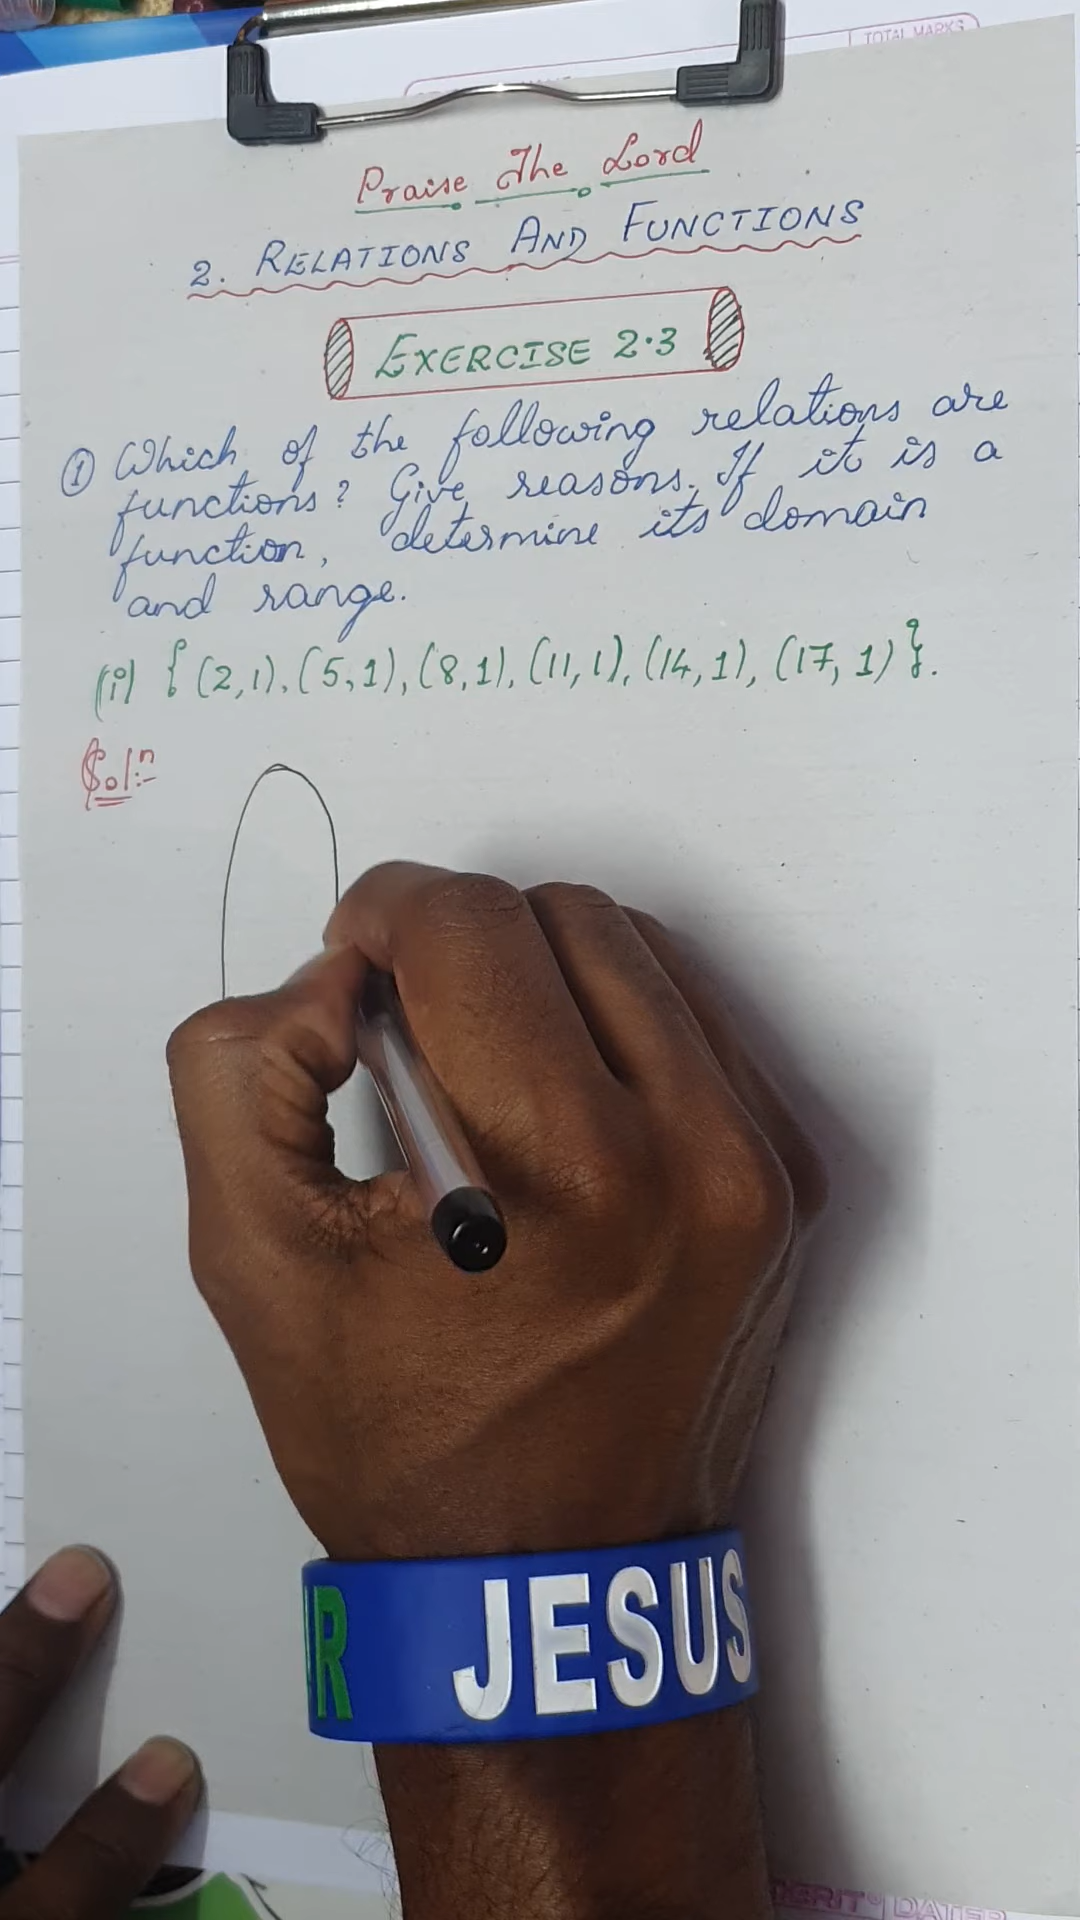 TOTAL MARKS
Praise The Lord
2. RELATIONS AND FUNCTIONS
EXERCISE 2.3
① Which of the following relations are
functions? Give reasons. If it is a
function, determine its domain
and range.
(i) {(2,1),(5,1),(8,1),(11,1),(14,1),(17,1)}.
Solⁿ:-
R JESUS